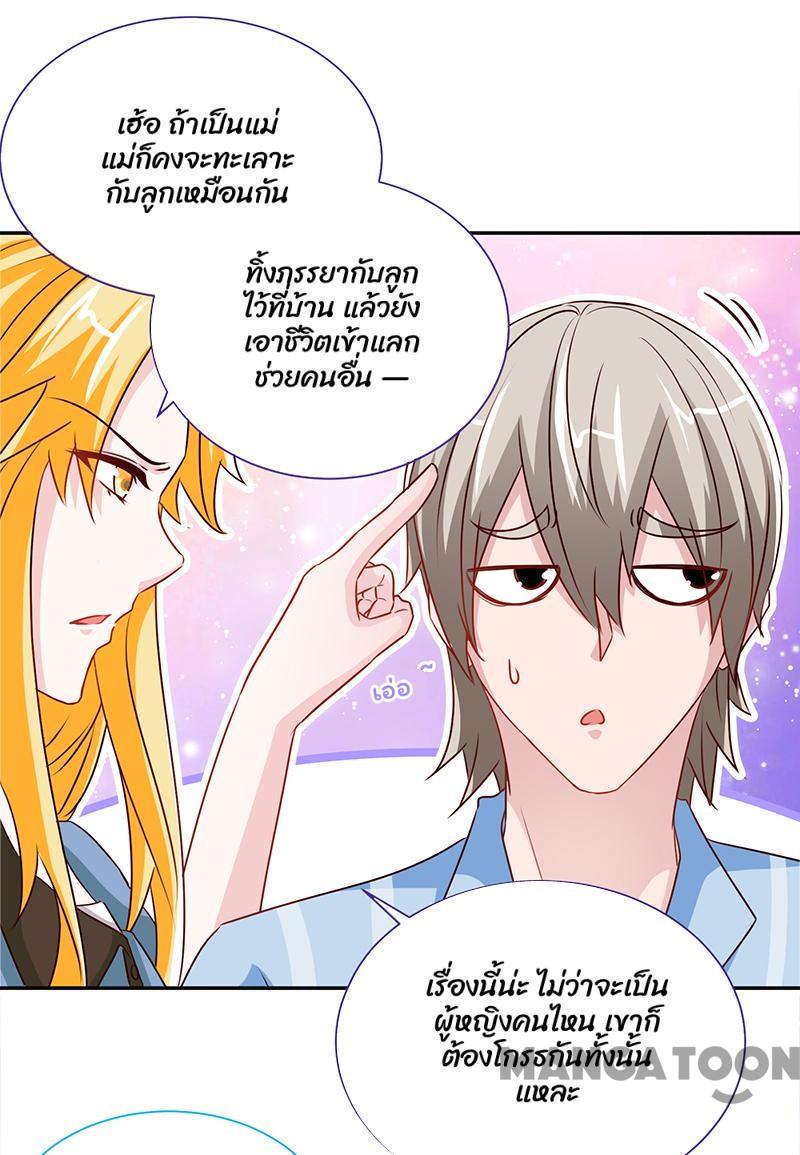 เฮ้อ ถ้าเป็นแม่
แม่ก็คงจะทะเลาะ
กับลูกเหมือนกัน
ทิ้งภรรยากับลูก
ไว้ที่บ้าน แล้วยัง
เอาชีวิตเข้าแลก
ช่วยคนอื่น —
เอ่อ ~
เรื่องนี้น่ะ ไม่ว่าจะเป็น
ผู้หญิงคนไหน เขาก็
ต้องโกรธกันทั้งนั้น
แหละ
MANGATOON